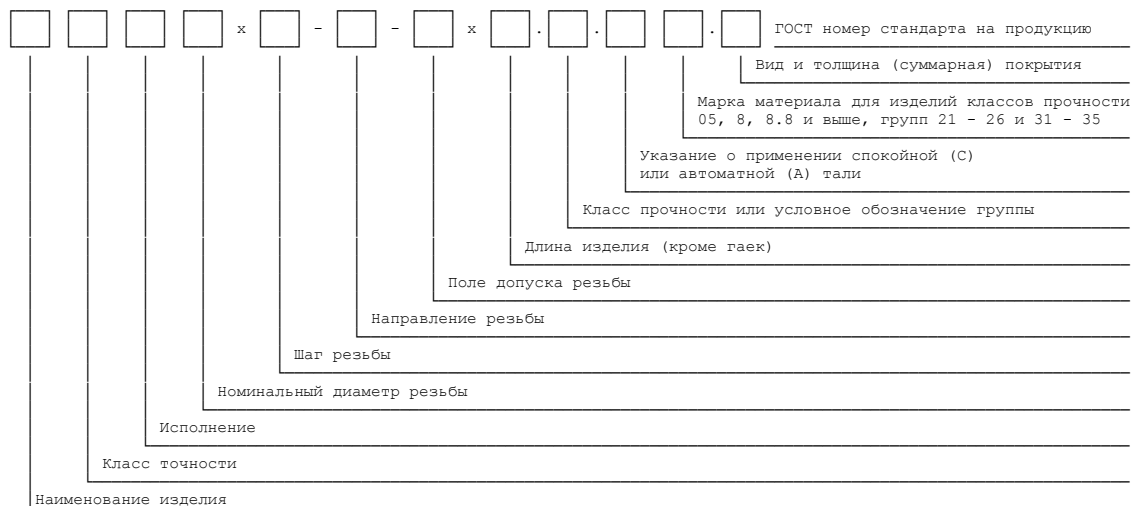 х - - х . . . ГОСТ номер стандарта на продукцию
Вид и толщина (суммарная) покрытия
Марка материала для изделий классов прочности
05, 8, 8.8 и выше, групп 21 - 26 и 31 - 35
Указание о применении спокойной (С)
или автоматной (А) тали
Класс прочности или условное обозначение группы
Длина изделия (кроме гаек)
Поле допуска резьбы
Направление резьбы
Шаг резьбы
Номинальный диаметр резьбы
Исполнение
Класс точности
Наименование изделия